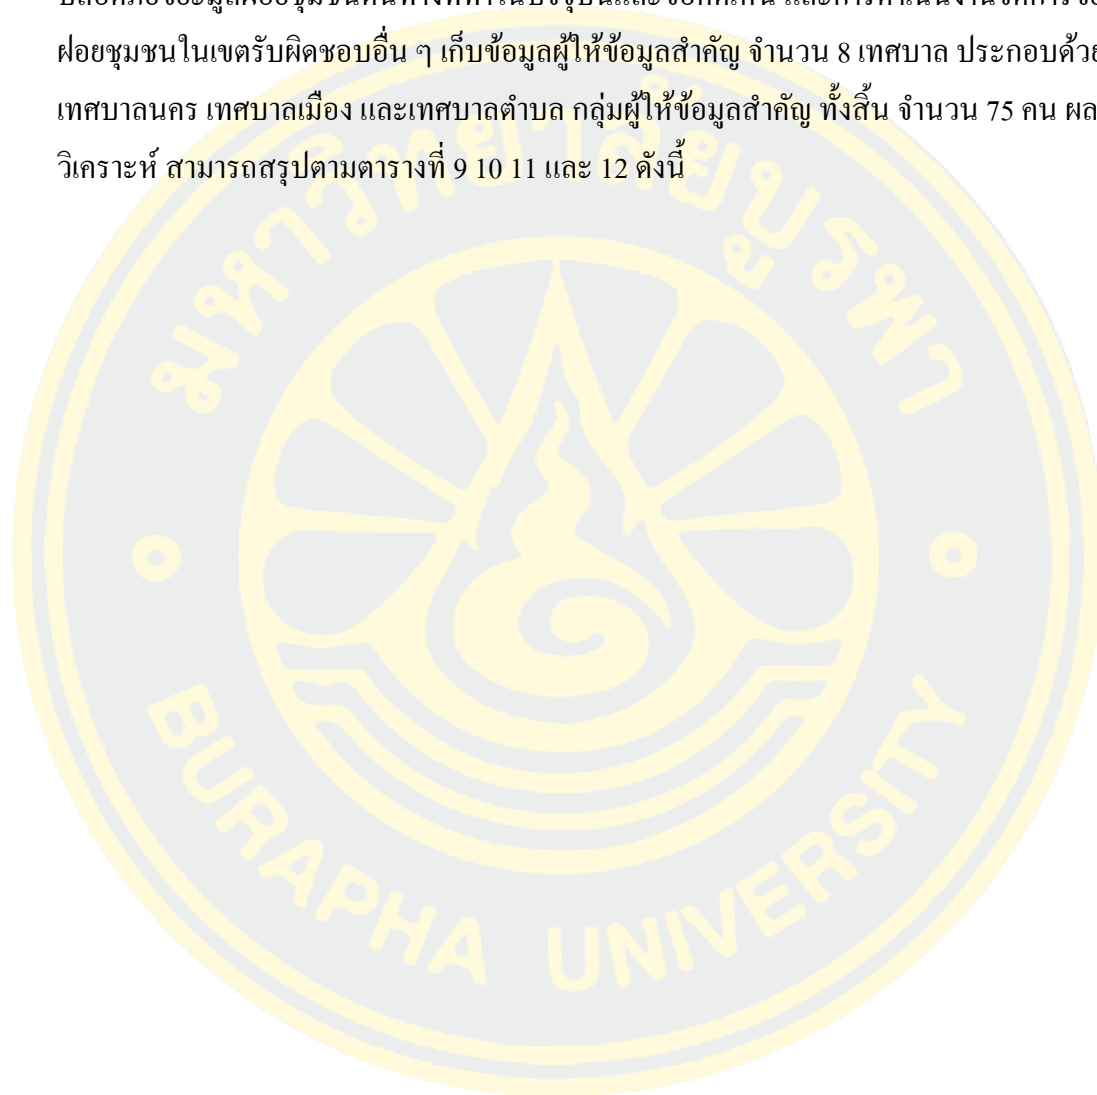 ฝอยชุมชนในเขตรับผิดชอบอื่น ๆ เก็บข้อมูลผู้ให้ข้อมูลสำคัญ จำนวน 8 เทศบาล ประกอบด้วย
เทศบาลนคร เทศบาลเมือง และเทศบาลตำบล กลุ่มผู้ให้ข้อมูลสำคัญ ทั้งสิ้น จำนวน 75 คน ผล
วิเคราะห์ สามารถสรุปตามตารางที่ 9 10 11 และ 12 ดังนี้
มหาวิทยาลัยบูรพา
BURAPHA UNIVERSITY